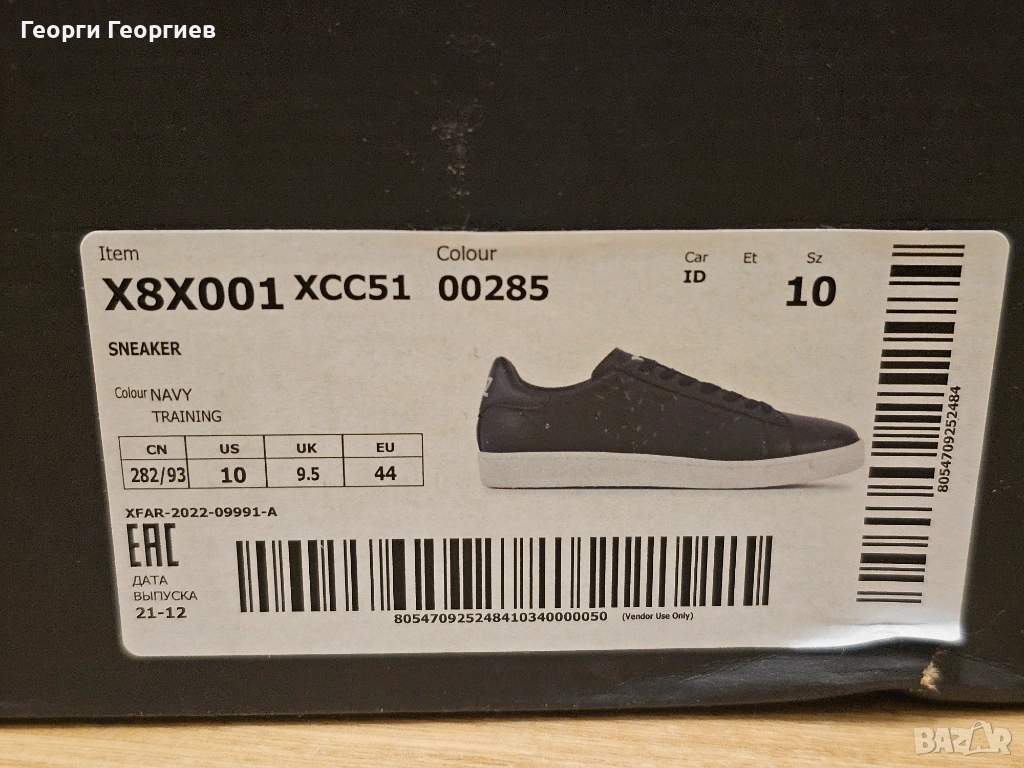 Георги Георгиев
Item Colour Car Et Sz
X8X001 XCC51 00285 ID 10
SNEAKER
Colour NAVY
TRAINING
CN US UK EU
282/93 10 9.5 44
XFAR-2022-09991-A
EAC
ДАТА
ВЫПУСКА
21-12
805470925248410340000050 (Vendor Use Only)
8054709252484
BAZAR